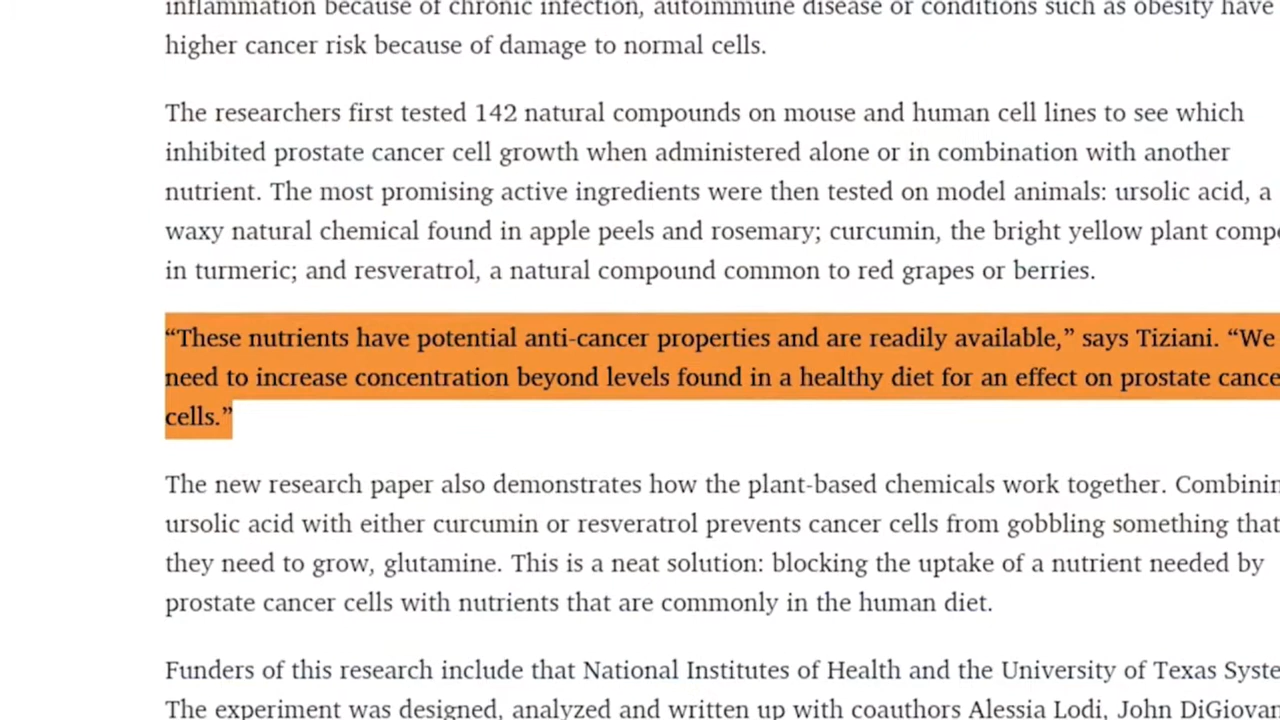 inflammation because of chronic infection, autoimmune disease or conditions such as obesity have
higher cancer risk because of damage to normal cells.
The researchers first tested 142 natural compounds on mouse and human cell lines to see which
inhibited prostate cancer cell growth when administered alone or in combination with another
nutrient. The most promising active ingredients were then tested on model animals: ursolic acid, a
waxy natural chemical found in apple peels and rosemary; curcumin, the bright yellow plant
in turmeric; and resveratrol, a natural compound common to red grapes or berries.
“These nutrients have potential anti-cancer properties and are readily available,” says Tiziani. “We
need to increase concentration beyond levels found in a healthy diet for an effect on prostate
cells.”
The new research paper also demonstrates how the plant-based chemicals work together.
ursolic acid with either curcumin or resveratrol prevents cancer cells from gobbling something that
they need to grow, glutamine. This is a neat solution: blocking the uptake of a nutrient needed by
prostate cancer cells with nutrients that are commonly in the human diet.
Funders of this research include that National Institutes of Health and the University of Texas
The experiment was designed, analyzed and written up with coauthors Alessia Lodi, John